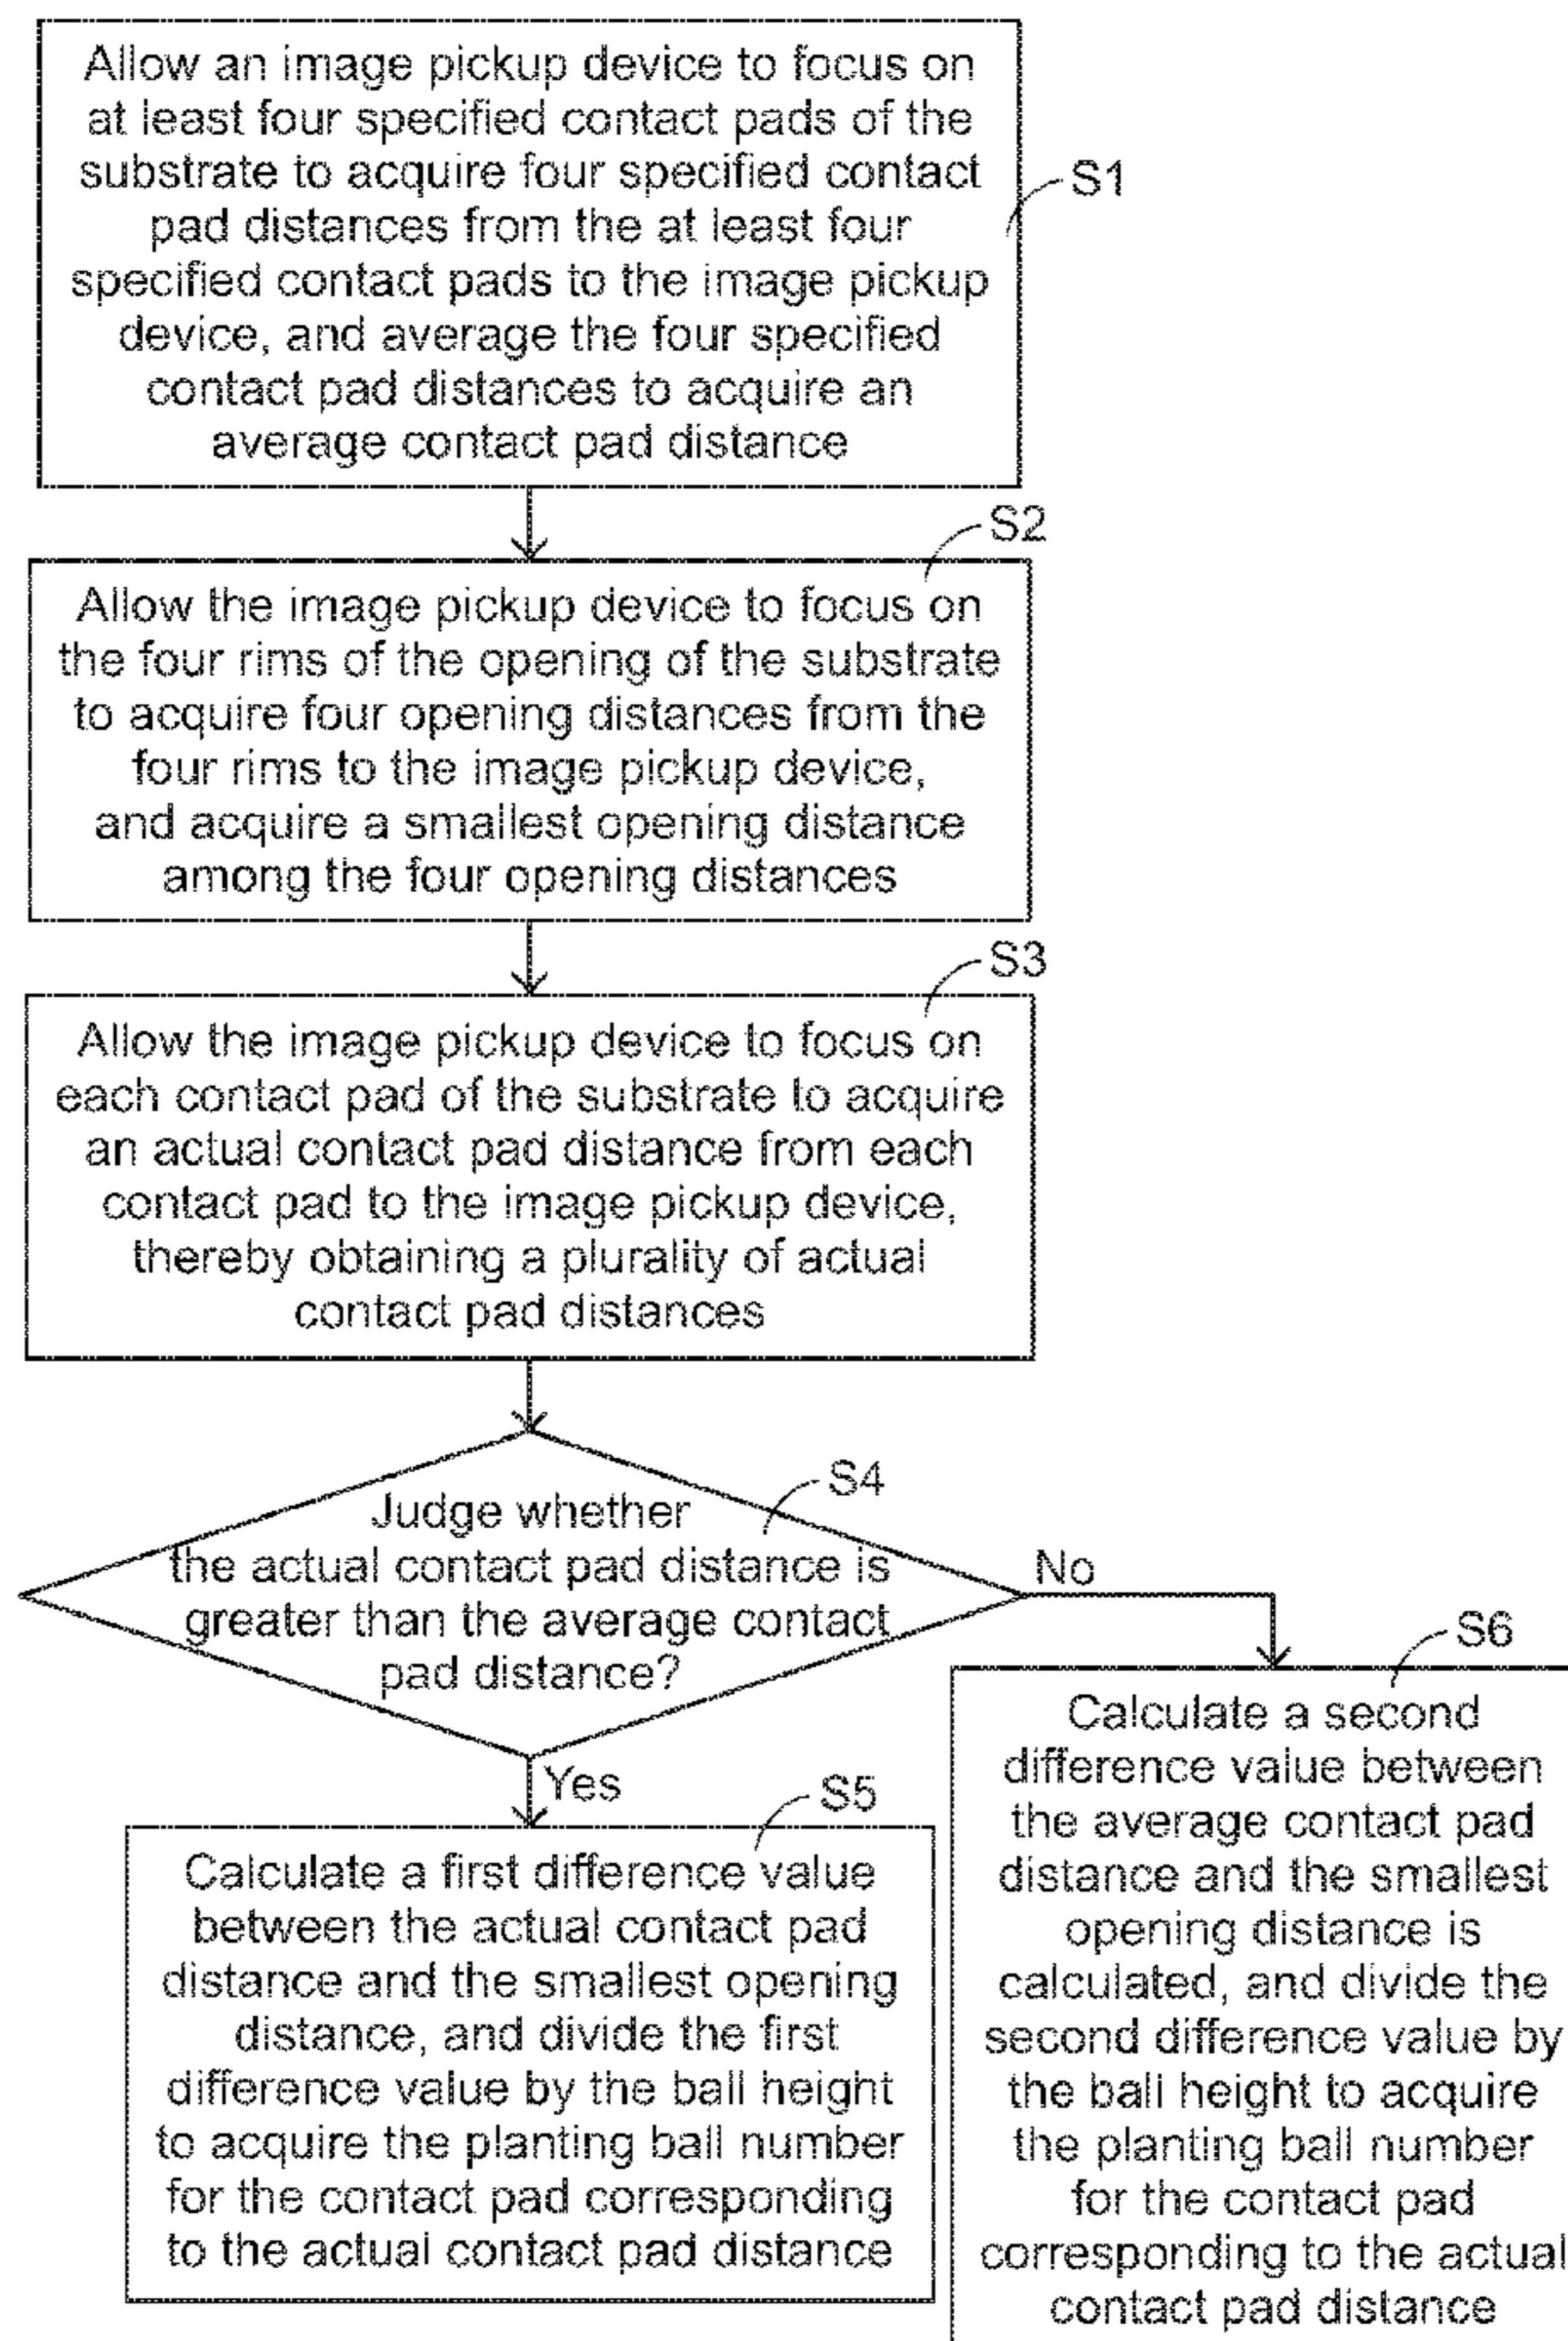 Allow an image pickup device to focus on
at least four specified contact pads of the
substrate to acquire four specified contact
pad distances from the at least four
specified contact pads to the image pickup
device, and average the four specified
contact pad distances to acquire an
average contact pad distance
S1
S2
Allow the image pickup device to focus on
the four rims of the opening of the substrate
to acquire four opening distances from the
four rims to the image pickup device,
and acquire a smallest opening distance
among the four opening distances
S3
Allow the image pickup device to focus on
each contact pad of the substrate to acquire
an actual contact pad distance from each
contact pad to the image pickup device,
thereby obtaining a plurality of actual
contact pad distances
S4
Judge whether
the actual contact pad distance is
greater than the average contact
pad distance?
No
Yes
S5
Calculate a first difference value
between the actual contact pad
distance and the smallest opening
distance, and divide the first
difference value by the ball height
to acquire the planting ball number
for the contact pad corresponding
to the actual contact pad distance
S6
Calculate a second
difference value between
the average contact pad
distance and the smallest
opening distance is
calculated, and divide the
second difference value by
the ball height to acquire
the planting ball number
for the contact pad
corresponding to the actual
contact pad distance